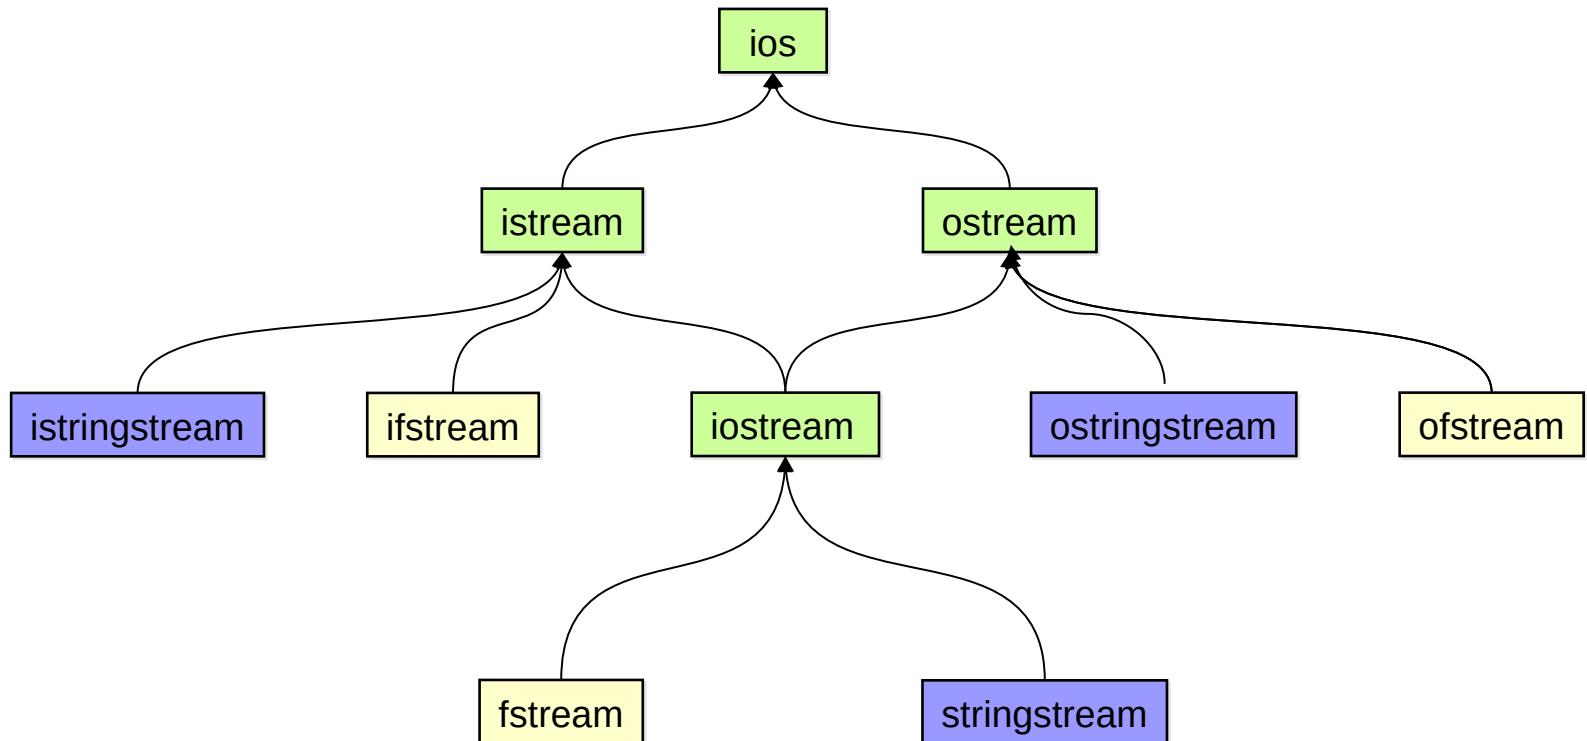 ios
istream
ostream
istringstream
ifstream
iostream
ostringstream
ofstream
fstream
stringstream